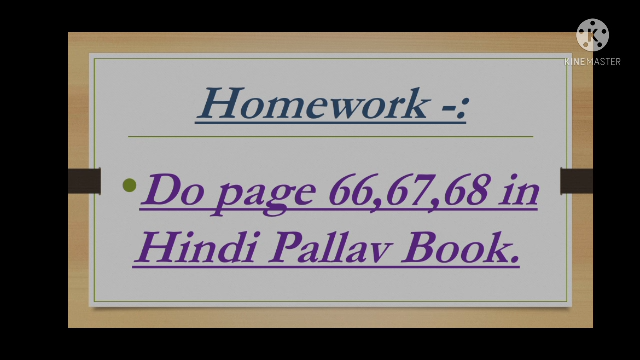 KINEMASTER
Homework -:
•Do page 66,67,68 in
Hindi Pallav Book.